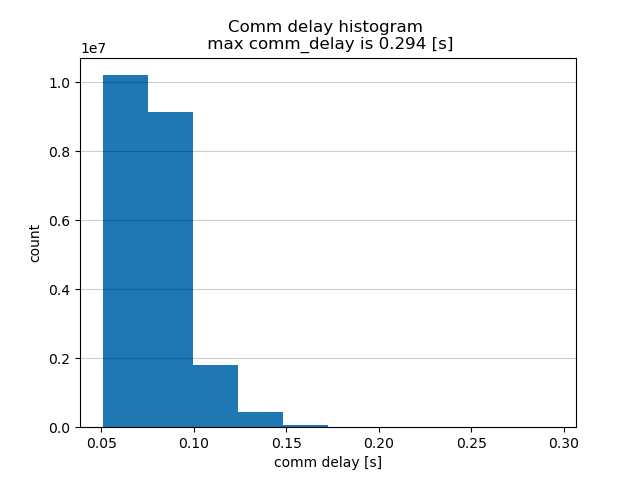 Comm delay histogram
max comm_delay is 0.294 [s]
1e7
1.0
0.8
0.6
0.4
0.2
0.0
count
0.05 0.10 0.15 0.20 0.25 0.30
comm delay [s]